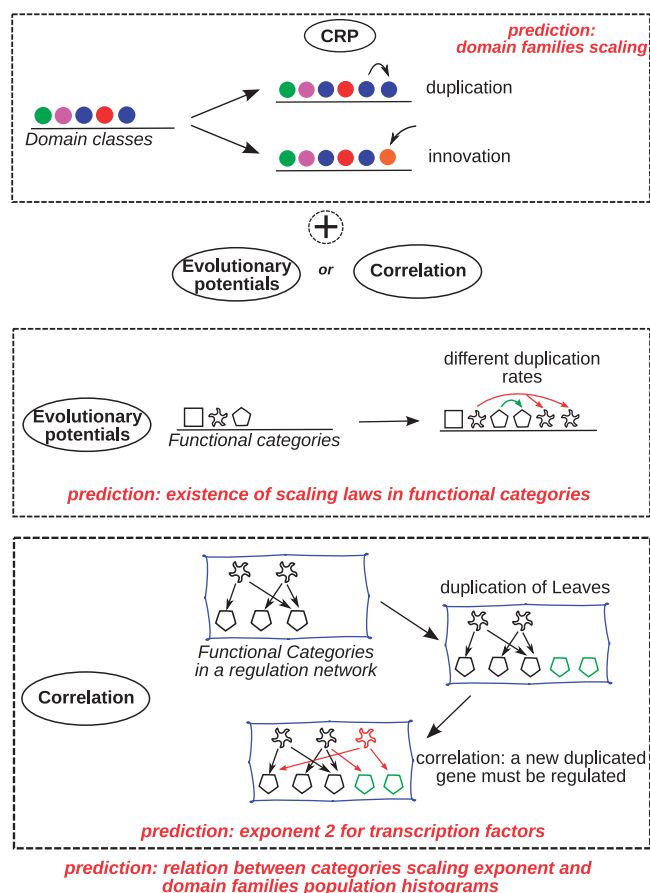 CRP
prediction:
domain families scaling
duplication
Domain classes
innovation
+
Evolutionary
potentials
or
Correlation
different duplication
rates
Evolutionary
potentials
Functional categories
prediction: existence of scaling laws in functional categories
duplication of Leaves
Functional Categories
in a regulation network
Correlation
correlation: a new duplicated
gene must be regulated
prediction: exponent 2 for transcription factors
prediction: relation between categories scaling exponent and
domain families population histograms